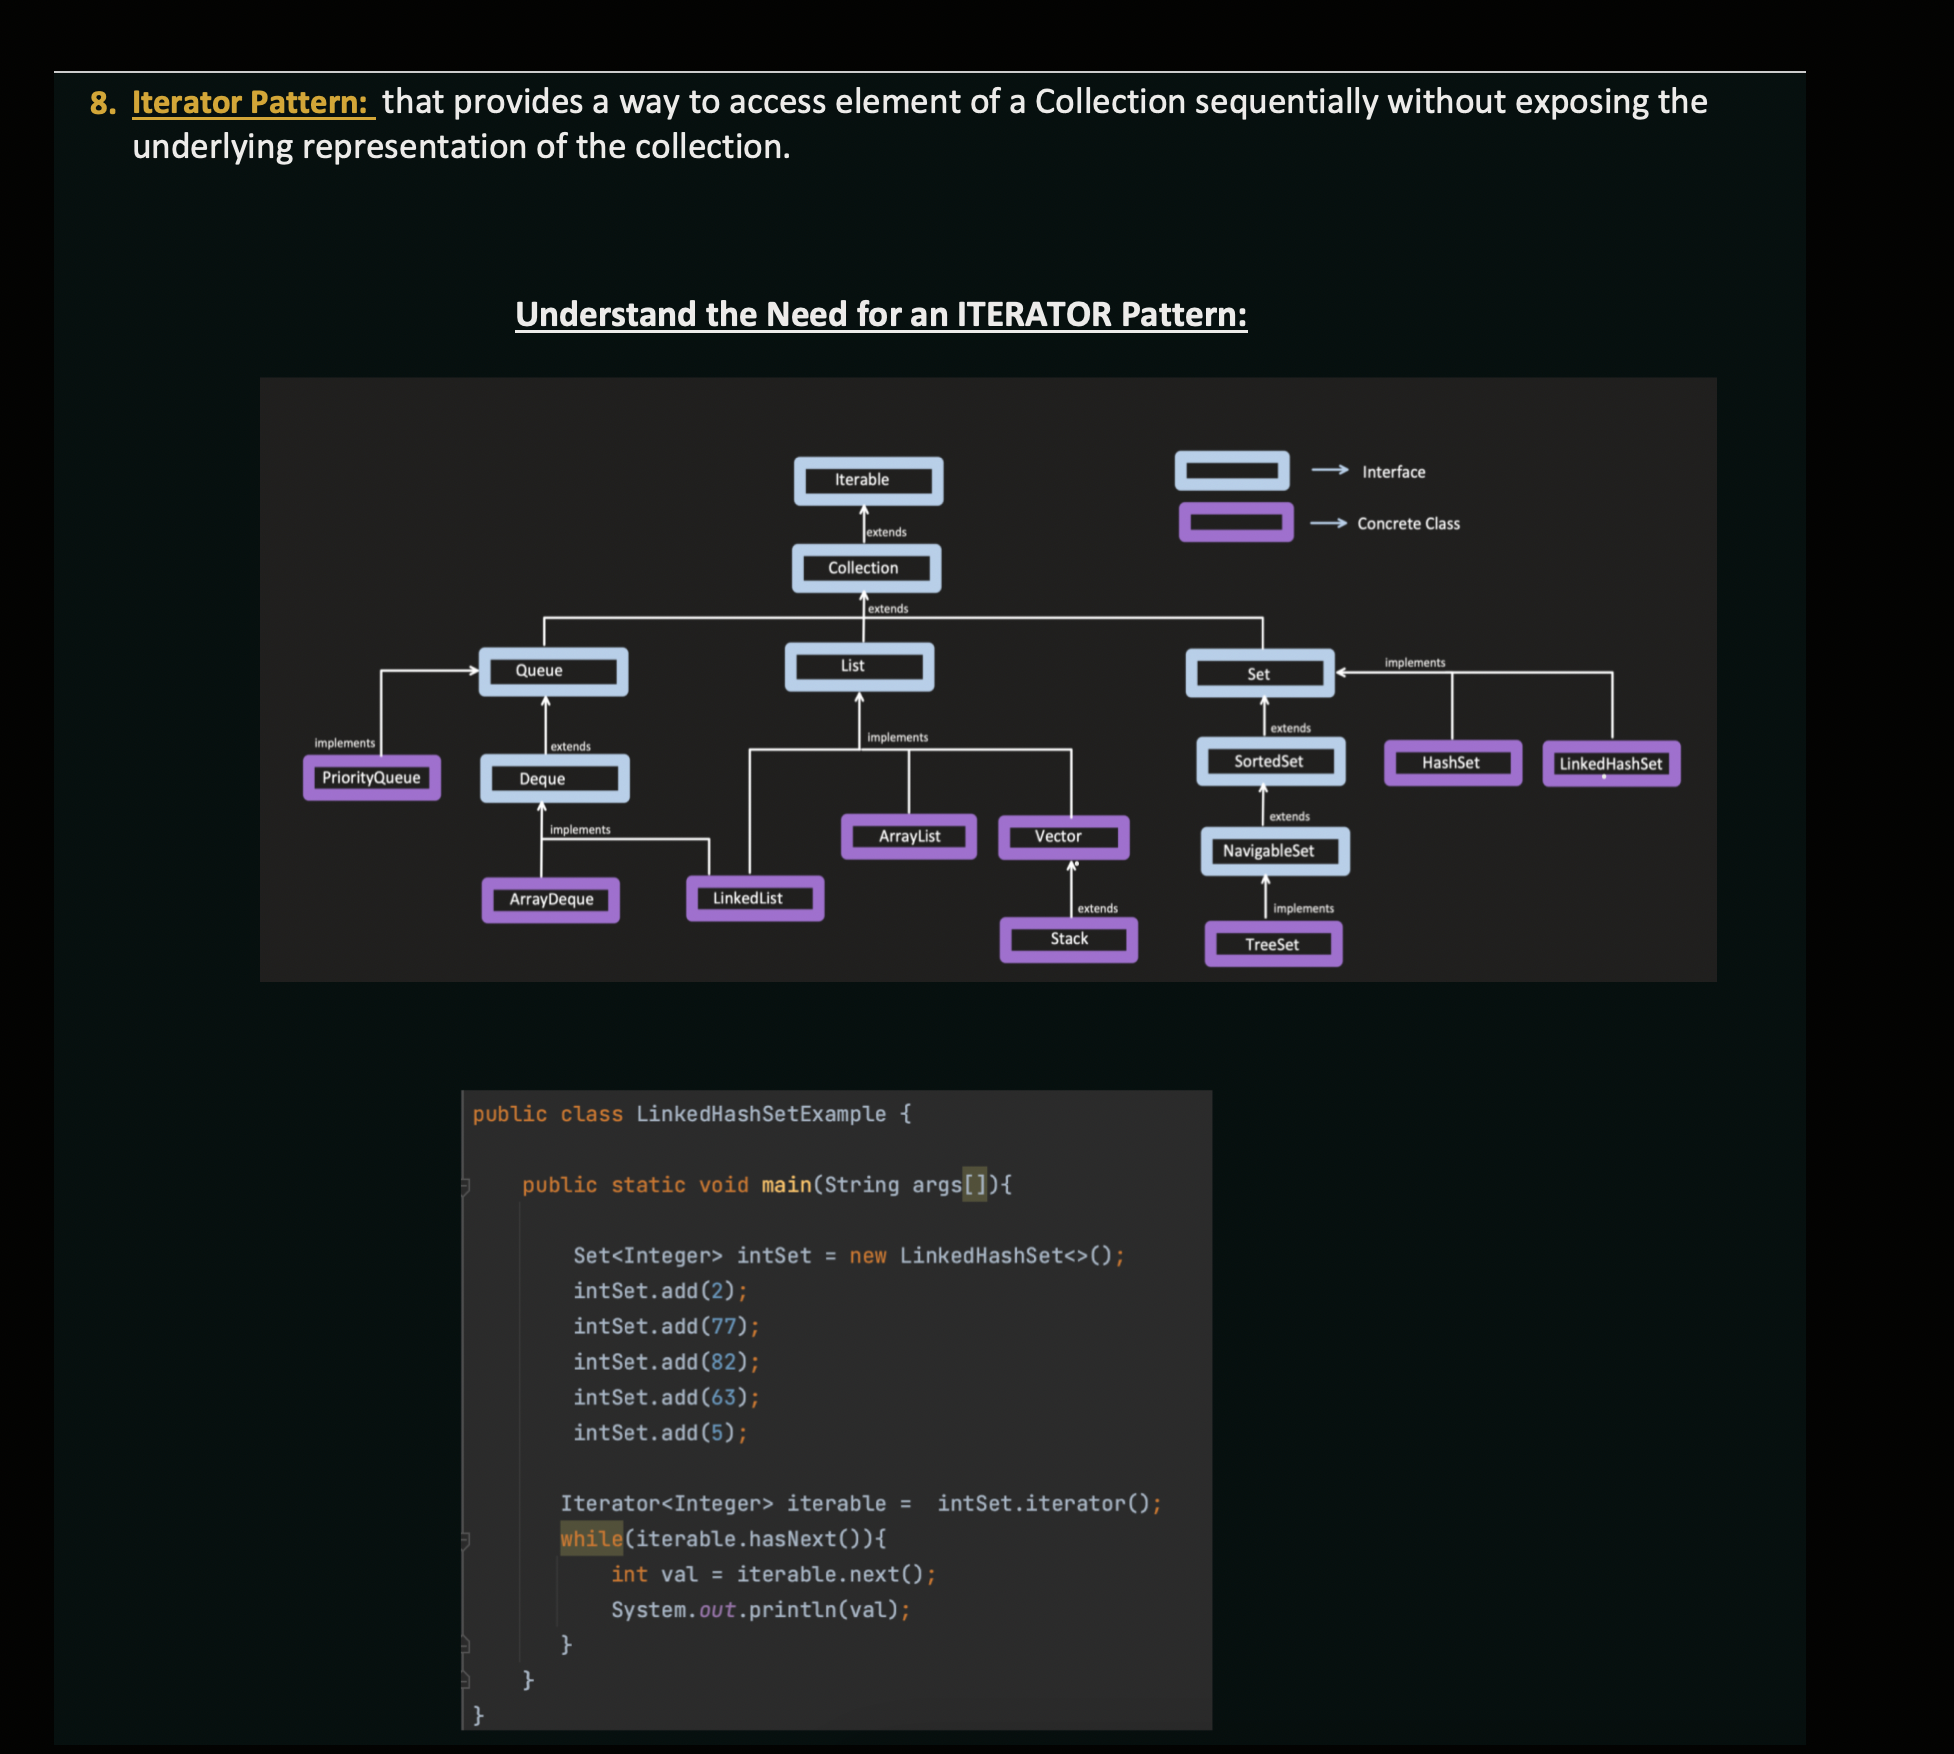 8. Iterator Pattern: that provides a way to access element of a Collection sequentially without exposing the
underlying representation of the collection.
Understand the Need for an ITERATOR Pattern:
Iterable
Interface
Concrete Class
extends
Collection
extends
Queue
List
Set
implements
implements
extends
implements
extends
PriorityQueue
Deque
SortedSet
HashSet
LinkedHashSet
implements
ArrayList
Vector
extends
NavigableSet
ArrayDeque
LinkedList
extends
implements
Stack
TreeSet
public class LinkedHashSetExample {
public static void main(String args[]){
Set<Integer> intSet = new LinkedHashSet<>();
intSet.add(2);
intSet.add(77);
intSet.add(82);
intSet.add(63);
intSet.add(5);
Iterator<Integer> iterable =  intSet.iterator();
while(iterable.hasNext()){
int val = iterable.next();
System.out.println(val);
}
}
}